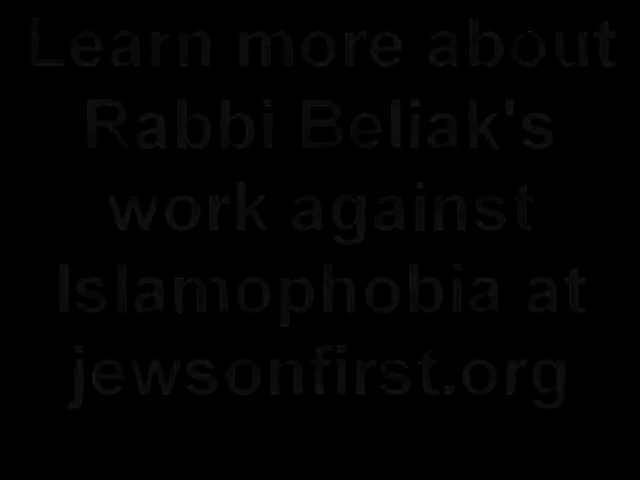 Learn more about
Rabbi Beliak's
work against
Islamophobia at
jewsonfirst.org